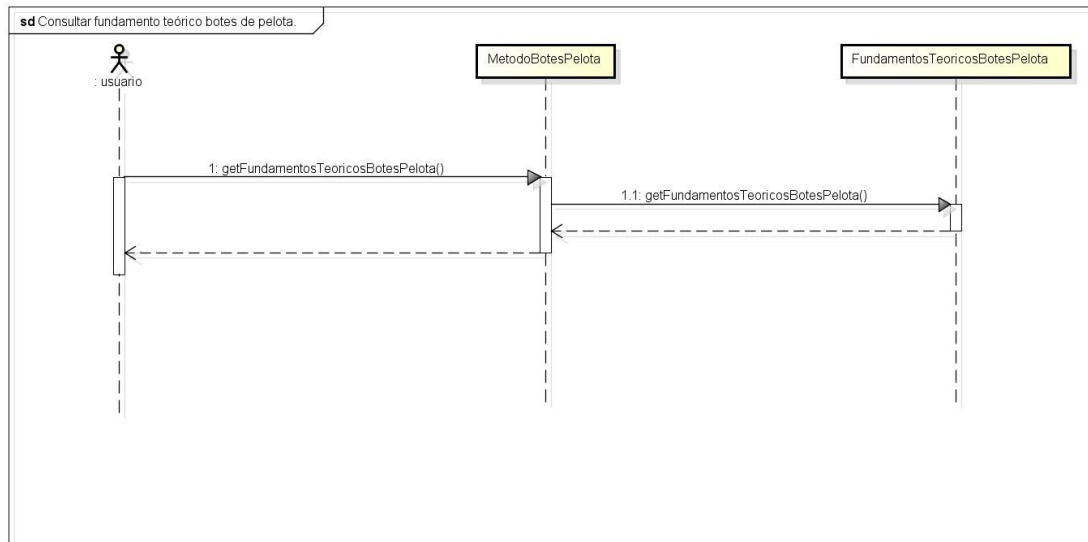 sd Consultar fundamento teórico botes de pelota.
: usuario
MetodoBotesPelota
FundamentosTeoricosBotesPelota
1: getFundamentosTeoricosBotesPelota()
1.1: getFundamentosTeoricosBotesPelota()